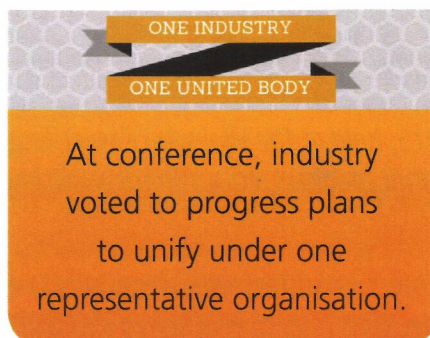 ONE INDUSTRY
ONE UNITED BODY
At conference, industry
voted to progress plans
to unify under one
representative organisation.